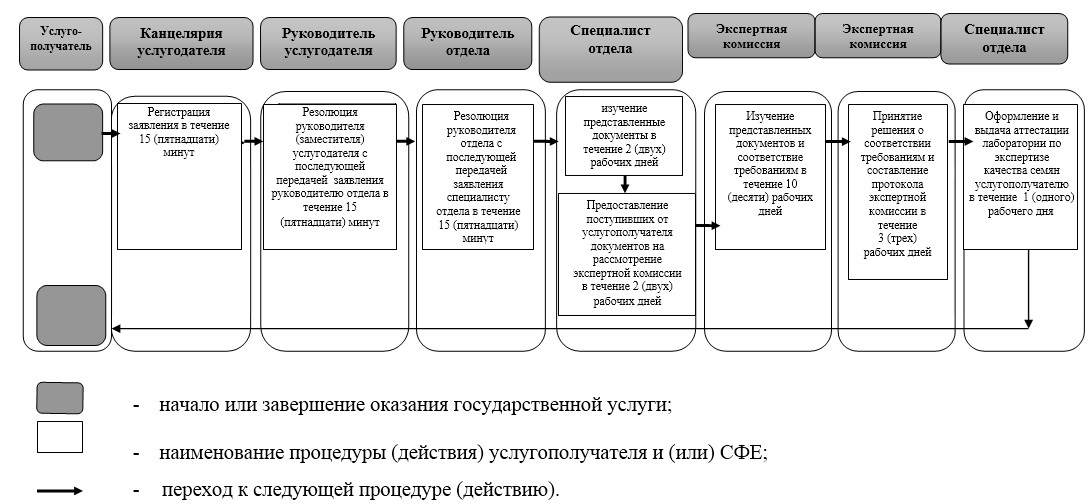 Услуго-
получатель
Канцелярия
услугодателя
Руководитель
услугодателя
Руководитель
отдела
Специалист
отдела
Экспертная
комиссия
Экспертная
комиссия
Специалист
отдела
Регистрация
заявления в течение
15 (пятнадцати)
минут
Резолюция
руководителя
(заместителя)
услугодателя с
последующей
передачей заявления
руководителю отдела в
течение 15
(пятнадцати) минут
Резолюция
руководителя
отдела с
последующей
передачей
заявления
специалисту
отдела в течение
15 (пятнадцати)
минут
изучение
представленные
документы в
течение 2 (двух)
рабочих дней
Предоставление
поступивших от
услугополучателя
документов на
рассмотрение
экспертной комиссии
в течение 2 (двух)
рабочих дней
Изучение
представленных
документов и
соответствие
требованиям в
течение 10
(десяти) рабочих
дней
Принятие
решения о
соответствии
требованиям и
составление
протокола
экспертной
комиссии в
течение
3 (трех)
рабочих дней
Оформление и
выдача аттестации
лаборатории по
экспертизе
качества семян
услугополучателю
в течение 1 (одного)
рабочего дня
- начало или завершение оказания государственной услуги;
- наименование процедуры (действия) услугополучателя и (или) СФЕ;
- переход к следующей процедуре (действию).